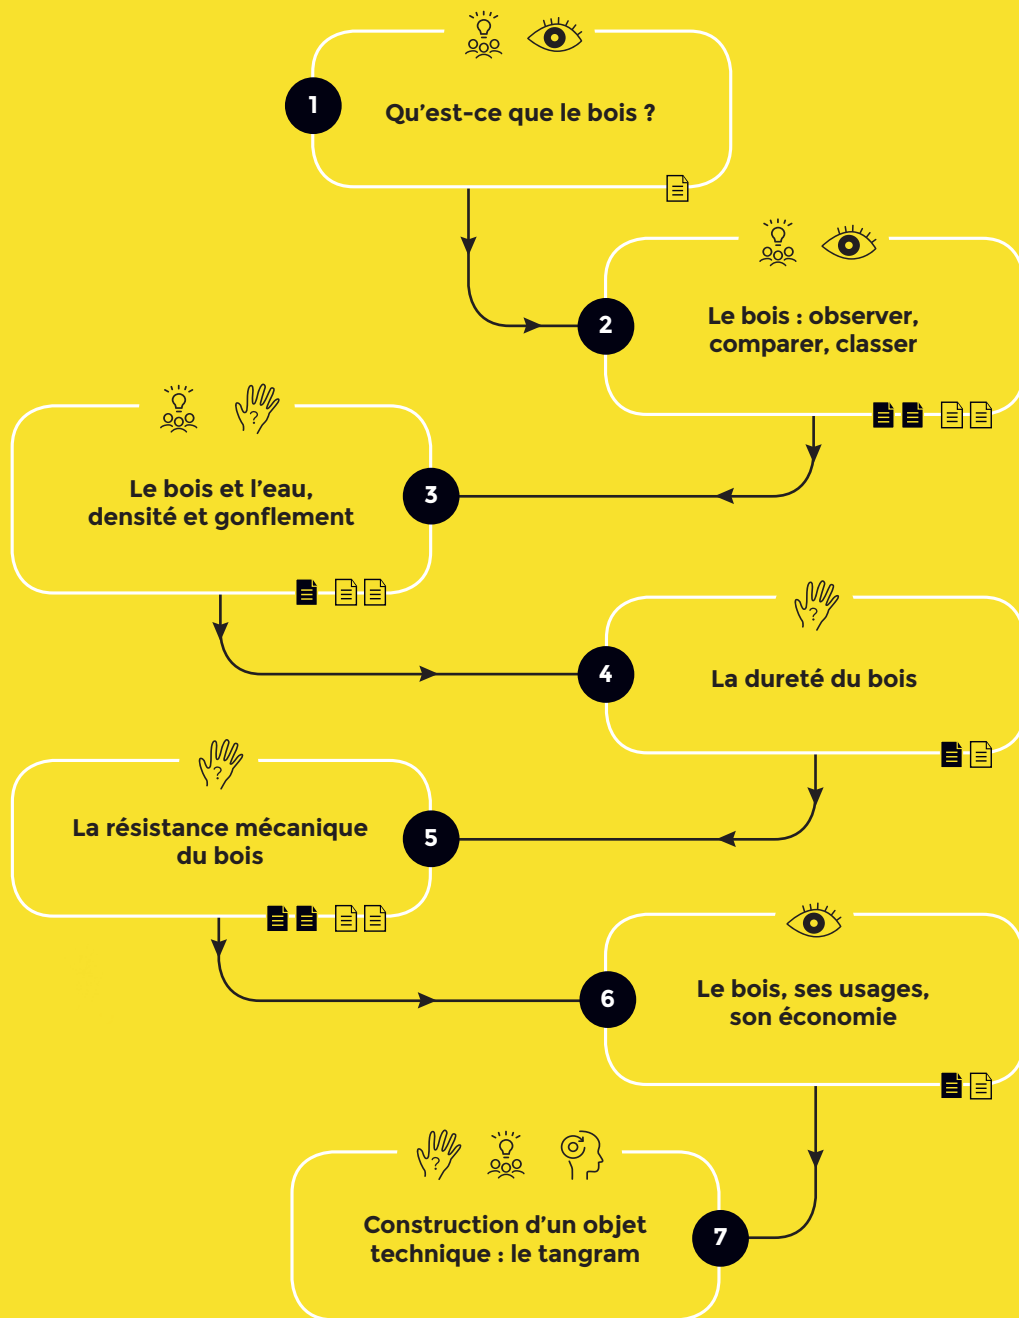 1
Qu’est-ce que le bois ?
2
Le bois : observer,
comparer, classer
3
Le bois et l’eau,
densité et gonflement
?
4
La dureté du bois
?
5
La résistance mécanique
du bois
?
6
Le bois, ses usages,
son économie
7
Construction d’un objet
technique : le tangram
?